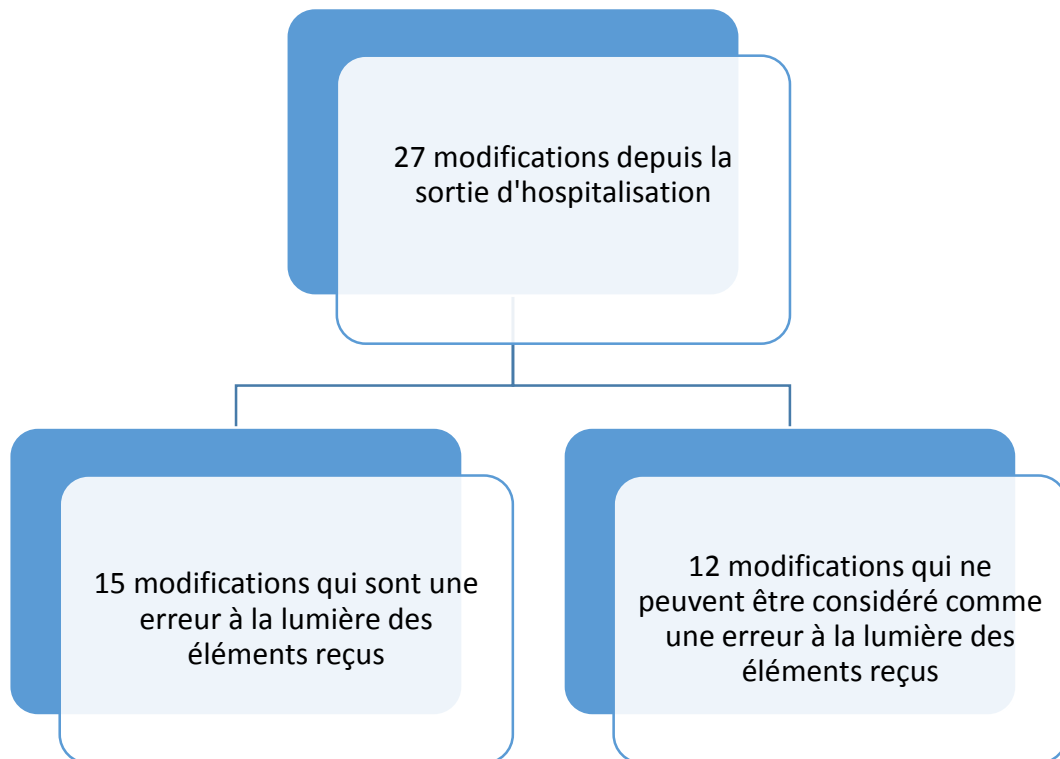 27 modifications depuis la
sortie d'hospitalisation
15 modifications qui sont une
erreur à la lumière des
éléments reçus
12 modifications qui ne
peuvent être considéré comme
une erreur à la lumière des
éléments reçus